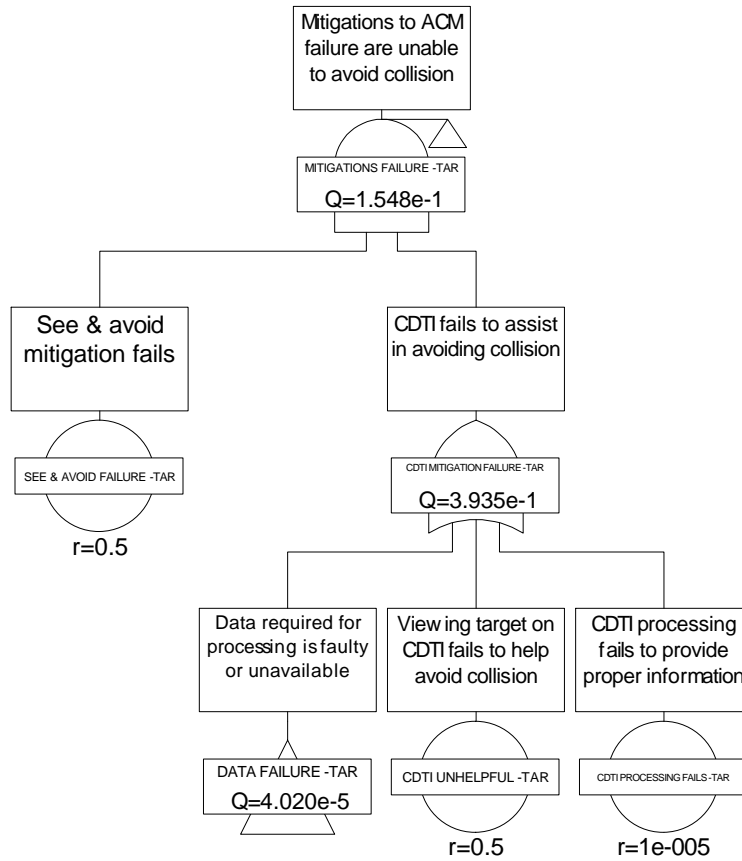 Mitigations to ACM
failure are unable
to avoid collision
MITIGATIONS FAILURE -TAR
Q=1.548e-1
See & avoid
mitigation fails
SEE & AVOID FAILURE -TAR
r=0.5
CDTI fails to assist
in avoiding collision
CDTI MITIGATION FAILURE -TAR
Q=3.935e-1
Data required for
processing is faulty
or unavailable
DATA FAILURE -TAR
Q=4.020e-5
Viewing target on
CDTI fails to help
avoid collision
CDTI UNHELPFUL -TAR
r=0.5
CDTI processing
fails to provide
proper information
CDTI PROCESSING FAILS -TAR
r=1e-005